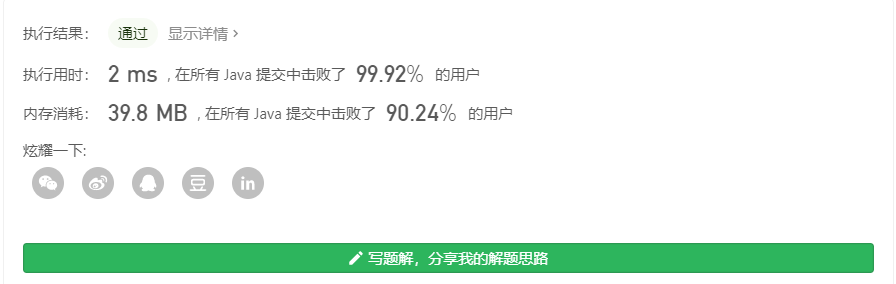 执行结果： 通过 显示详情 ›
执行用时： 2 ms , 在所有 Java 提交中击败了 99.92% 的用户
内存消耗： 39.8 MB , 在所有 Java 提交中击败了 90.24% 的用户
炫耀一下:
豆 in
写题解，分享我的解题思路